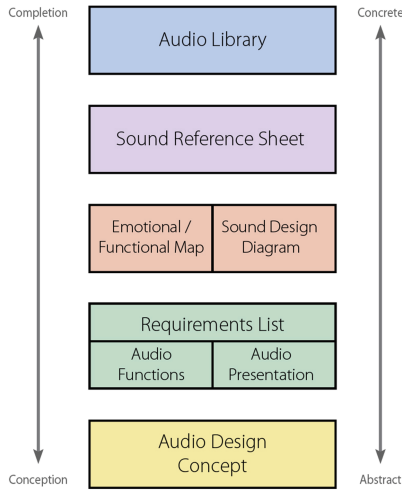 Completion
Concrete
Audio Library
Sound Reference Sheet
Emotional /
Functional Map
Sound Design
Diagram
Requirements List
Audio
Functions
Audio
Presentation
Audio Design
Concept
Conception
Abstract